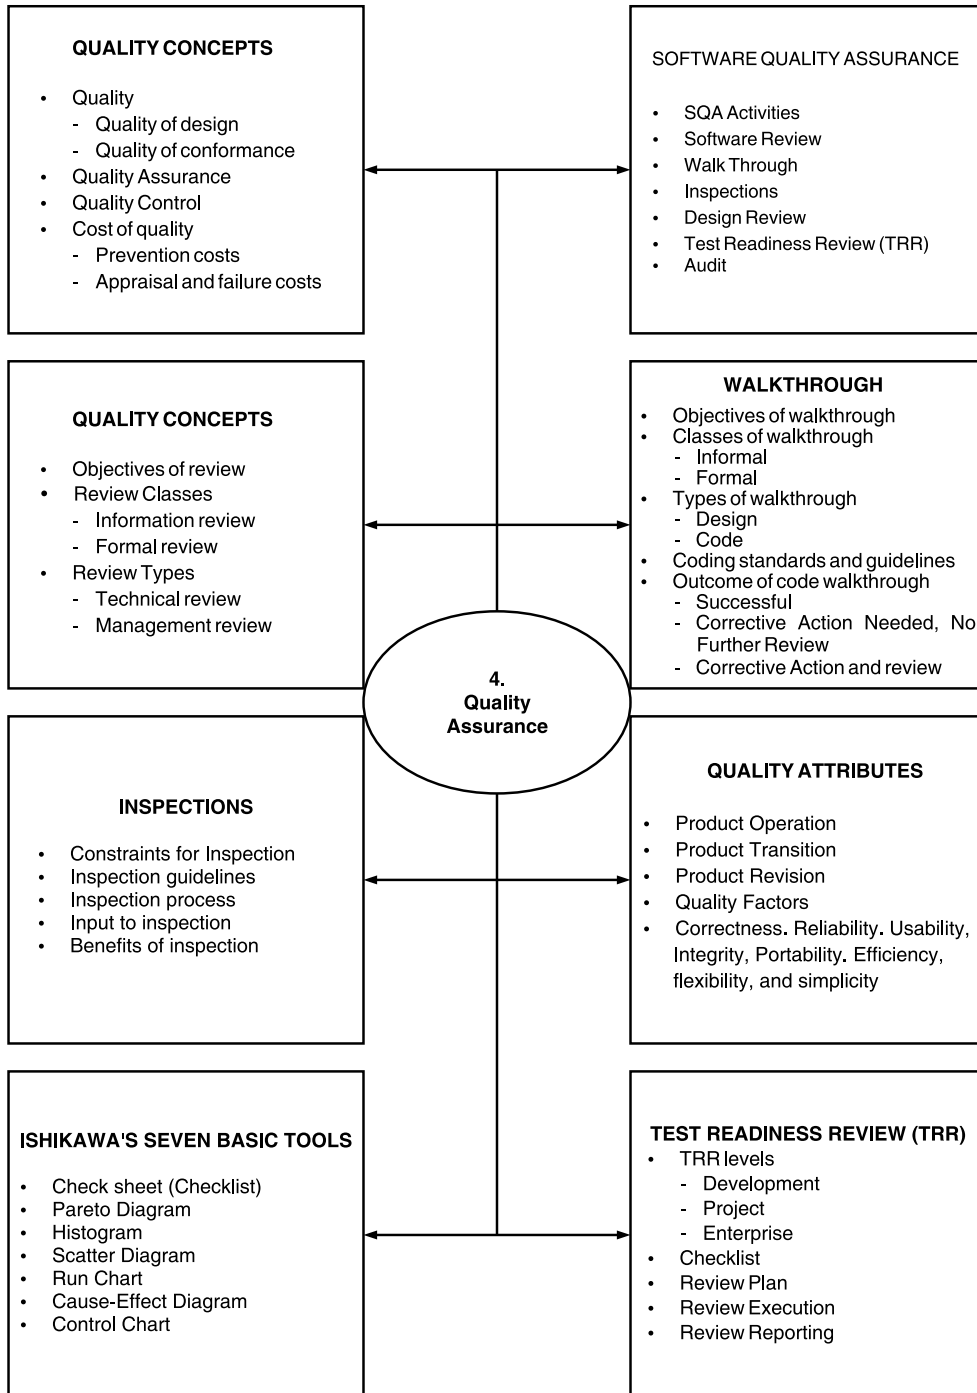 QUALITY CONCEPTS
• Quality
- Quality of design
- Quality of conformance
• Quality Assurance
• Quality Control
• Cost of quality
- Prevention costs
- Appraisal and failure costs
SOFTWARE QUALITY ASSURANCE
• SQA Activities
• Software Review
• Walk Through
• Inspections
• Design Review
• Test Readiness Review (TRR)
• Audit
QUALITY CONCEPTS
• Objectives of review
• Review Classes
- Information review
- Formal review
• Review Types
- Technical review
- Management review
WALKTHROUGH
• Objectives of walkthrough
• Classes of walkthrough
- Informal
- Formal
• Types of walkthrough
- Design
- Code
• Coding standards and guidelines
• Outcome of code walkthrough
- Successful
- Corrective Action Needed, No
Further Review
- Corrective Action and review
4.
Quality
Assurance
INSPECTIONS
• Constraints for Inspection
• Inspection guidelines
• Inspection process
• Input to inspection
• Benefits of inspection
QUALITY ATTRIBUTES
• Product Operation
• Product Transition
• Product Revision
• Quality Factors
• Correctness. Reliability. Usability,
Integrity, Portability. Efficiency,
flexibility, and simplicity
ISHIKAWA'S SEVEN BASIC TOOLS
• Check sheet (Checklist)
• Pareto Diagram
• Histogram
• Scatter Diagram
• Run Chart
• Cause-Effect Diagram
• Control Chart
TEST READINESS REVIEW (TRR)
• TRR levels
- Development
- Project
- Enterprise
• Checklist
• Review Plan
• Review Execution
• Review Reporting